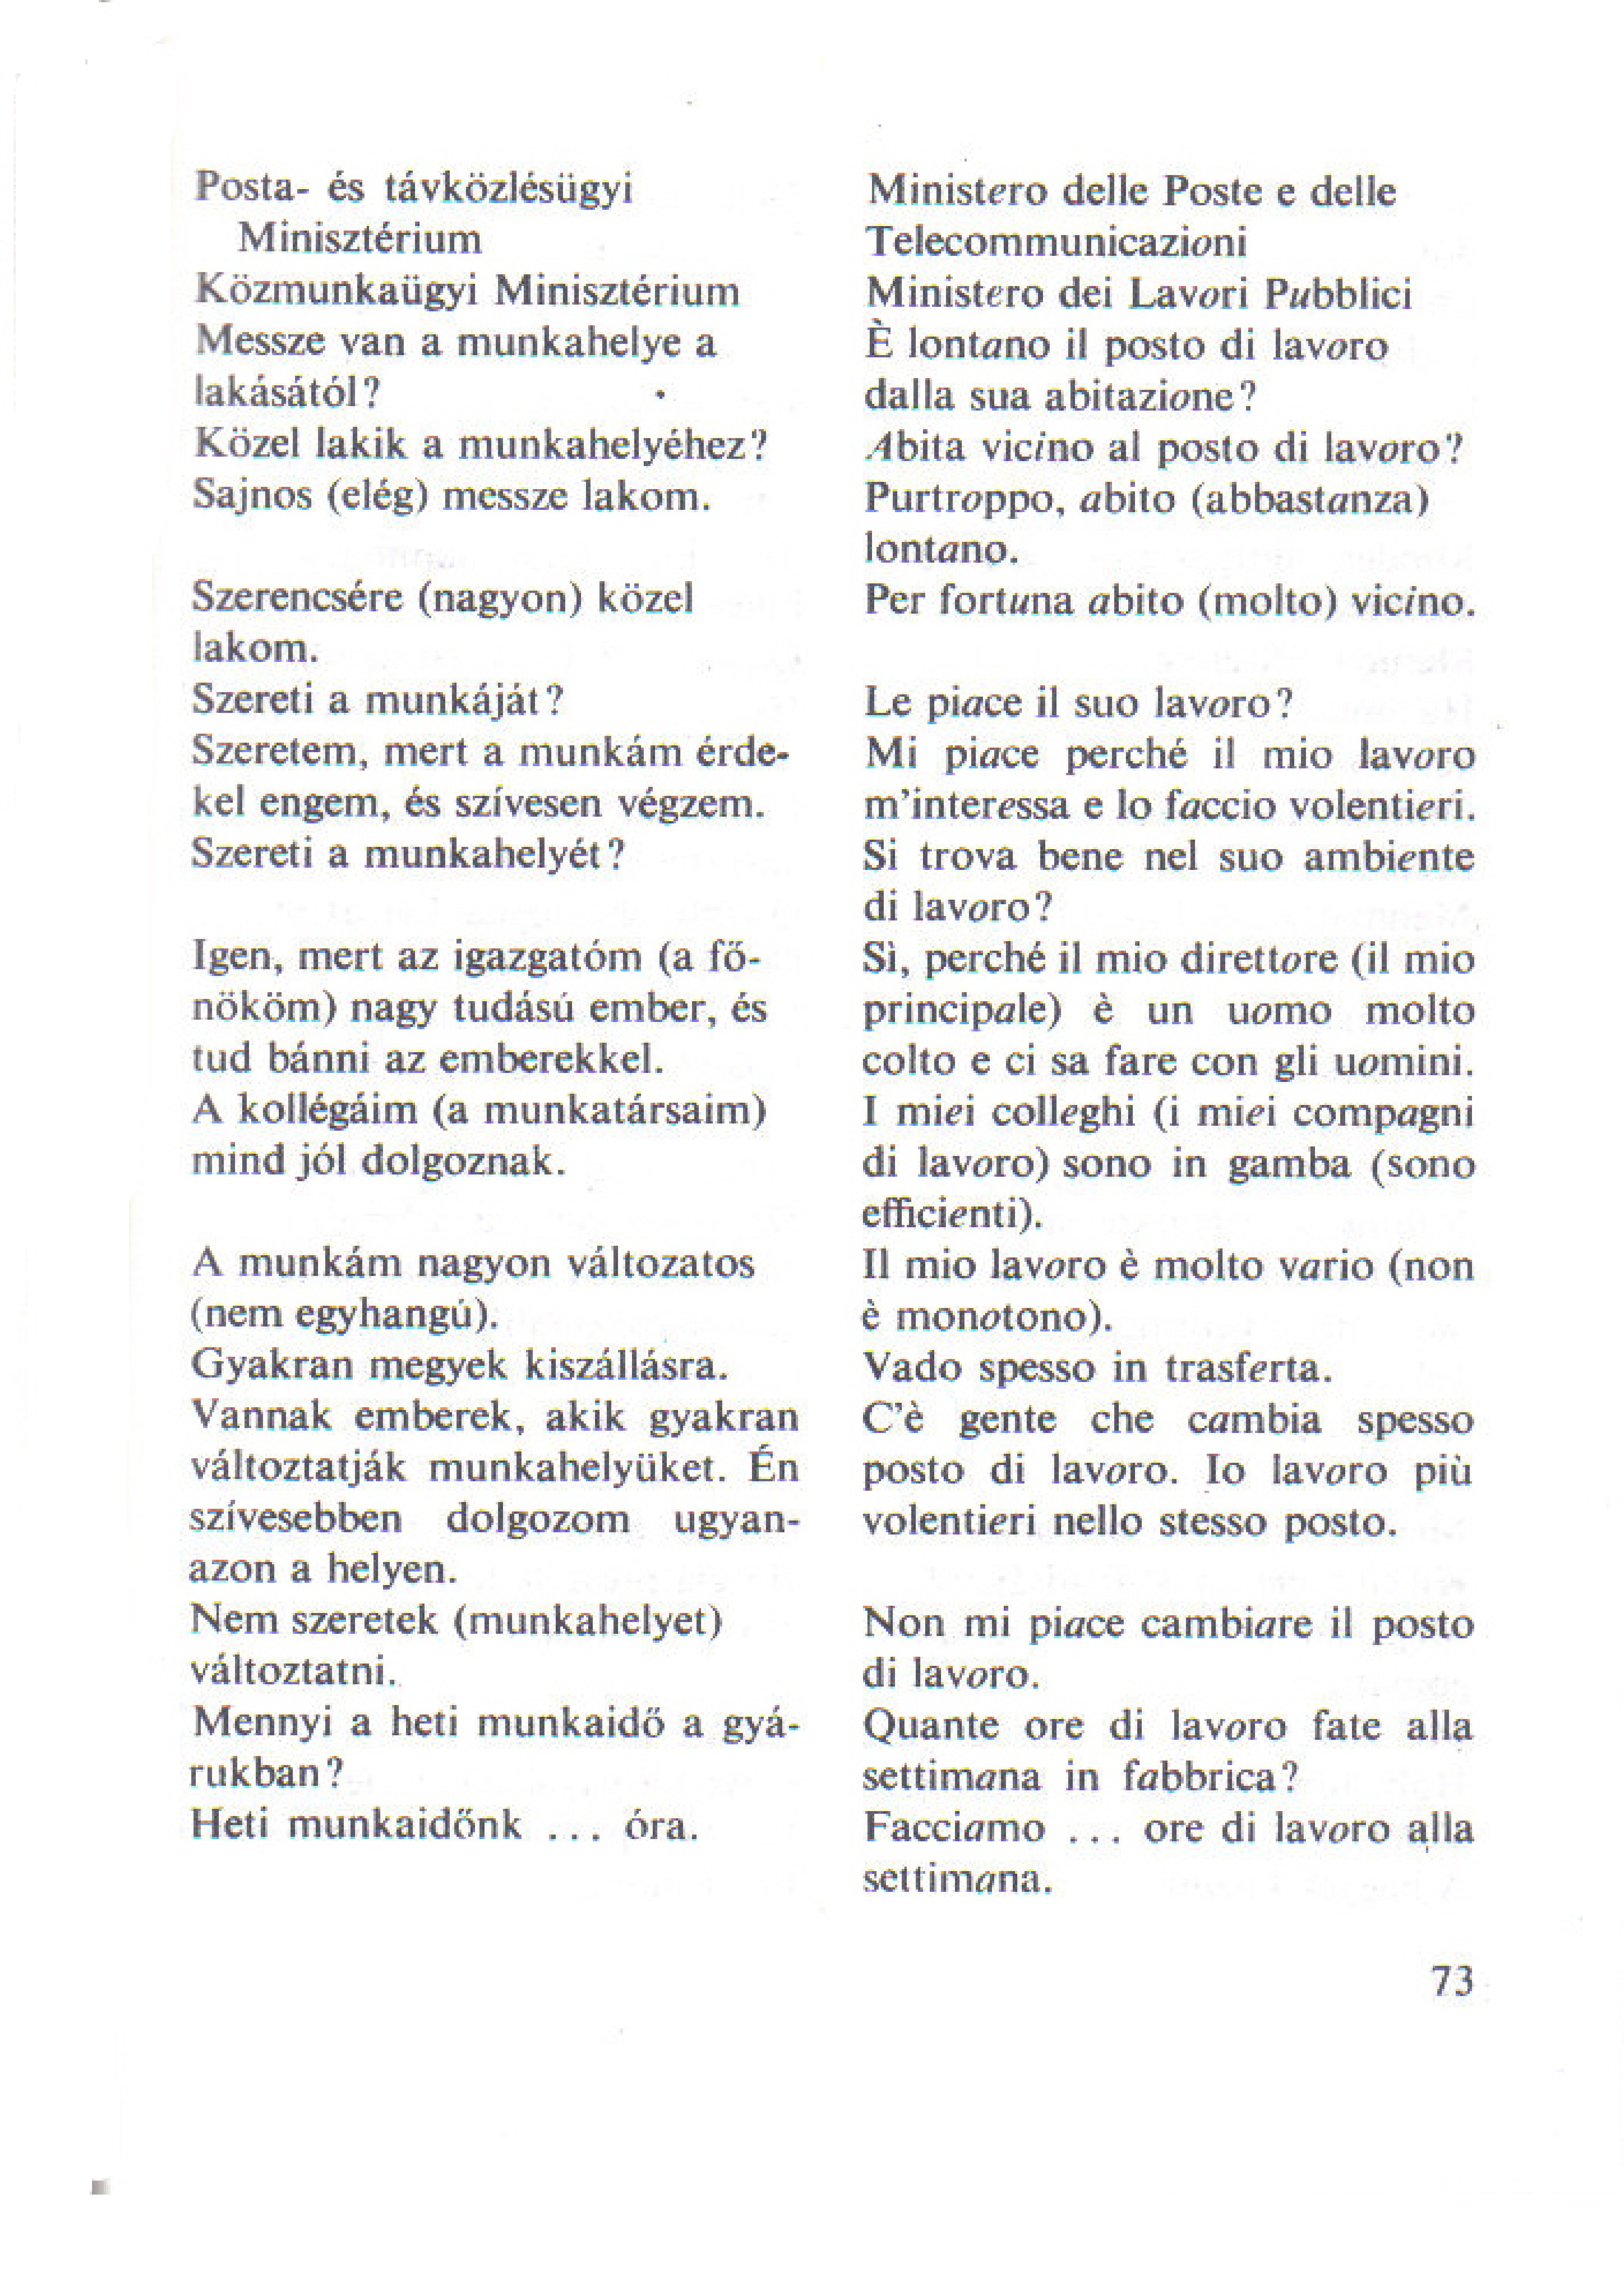 Posta- és távközlésügyi
Minisztérium
Közmunkaügyi Minisztérium
Messze van a munkahelye a
lakásától?
Közel lakik a munkahelyéhez?
Sajnos (elég) messze lakom.
Szerencsére (nagyon) közel
lakom.
Szereti a munkáját?
Szeretem, mert a munkám érde-
kel engem, és szívesen végzem.
Szereti a munkahelyét?
Igen, mert az igazgatóm (a fő-
nököm) nagy tudású ember, és
tud bánni az emberekkel.
A kollégáim (a munkatársaim)
mind jól dolgoznak.
A munkám nagyon változatos
(nem egyhangú).
Gyakran megyek kiszállásra.
Vannak emberek, akik gyakran
változtatják munkahelyüket. Én
szívesebben dolgozom ugyan-
azon a helyen.
Nem szeretek (munkahelyet)
változtatni.
Mennyi a heti munkaidő a gyá-
rukban?
Heti munkaidőnk ... óra.
Ministero delle Poste e delle
Telecommunicazioni
Ministero dei Lavori Pubblici
È lontano il posto di lavoro
dalla sua abitazione?
Abita vicino al posto di lavoro?
Purtroppo, abito (abbastanza)
lontano.
Per fortuna abito (molto) vicino.
Le piace il suo lavoro?
Mi piace perché il mio lavoro
m'interessa e lo faccio volentieri.
Si trova bene nel suo ambiente
di lavoro?
Sì, perché il mio direttore (il mio
principale) è un uomo molto
colto e ci sa fare con gli uomini.
I miei colleghi (i miei compagni
di lavoro) sono in gamba (sono
efficienti).
Il mio lavoro è molto vario (non
è monotono).
Vado spesso in trasferta.
C'è gente che cambia spesso
posto di lavoro. Io lavoro più
volentieri nello stesso posto.
Non mi piace cambiare il posto
di lavoro.
Quante ore di lavoro fate alla
settimana in fabbrica?
Facciamo ... ore di lavoro alla
settimana.
73